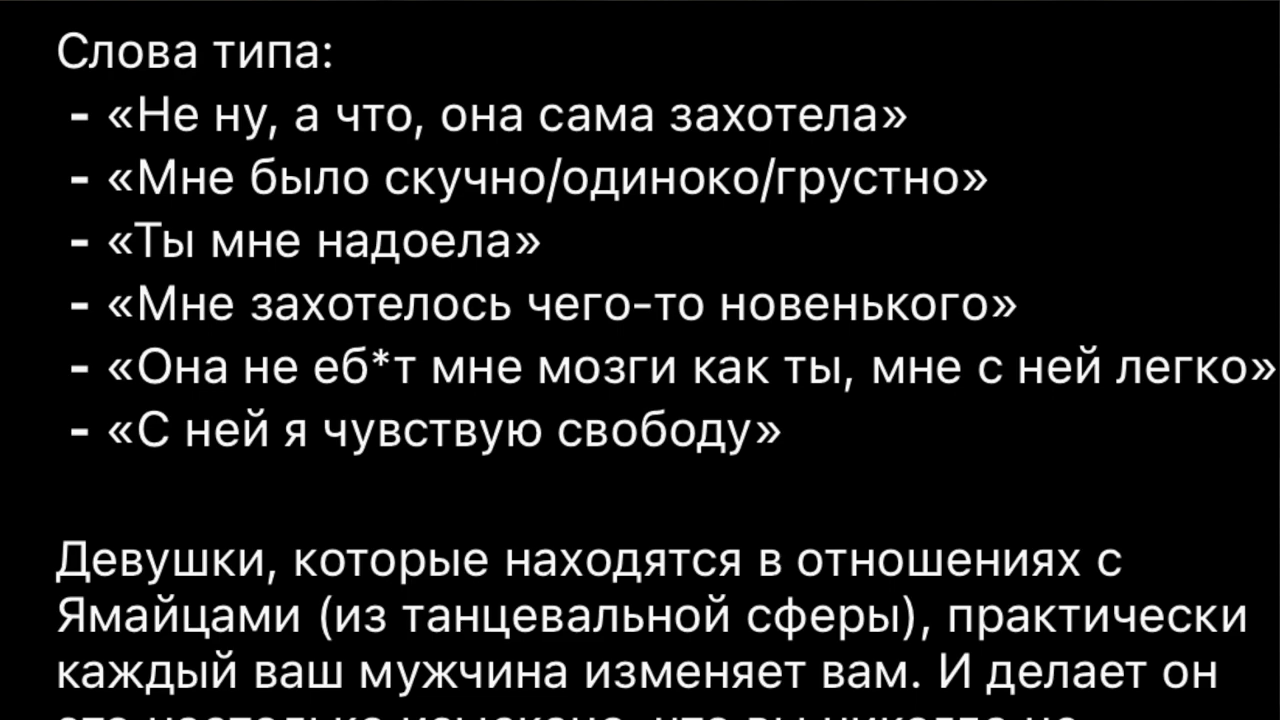 Слова типа:
- «Не ну, а что, она сама захотела»
- «Мне было скучно/одиноко/грустно»
- «Ты мне надоела»
- «Мне захотелось чего-то новенького»
- «Она не еб*т мне мозги как ты, мне с ней легко»
- «С ней я чувствую свободу»
Девушки, которые находятся в отношениях с
Ямайцами (из танцевальной сферы), практически
каждый ваш мужчина изменяет вам. И делает он